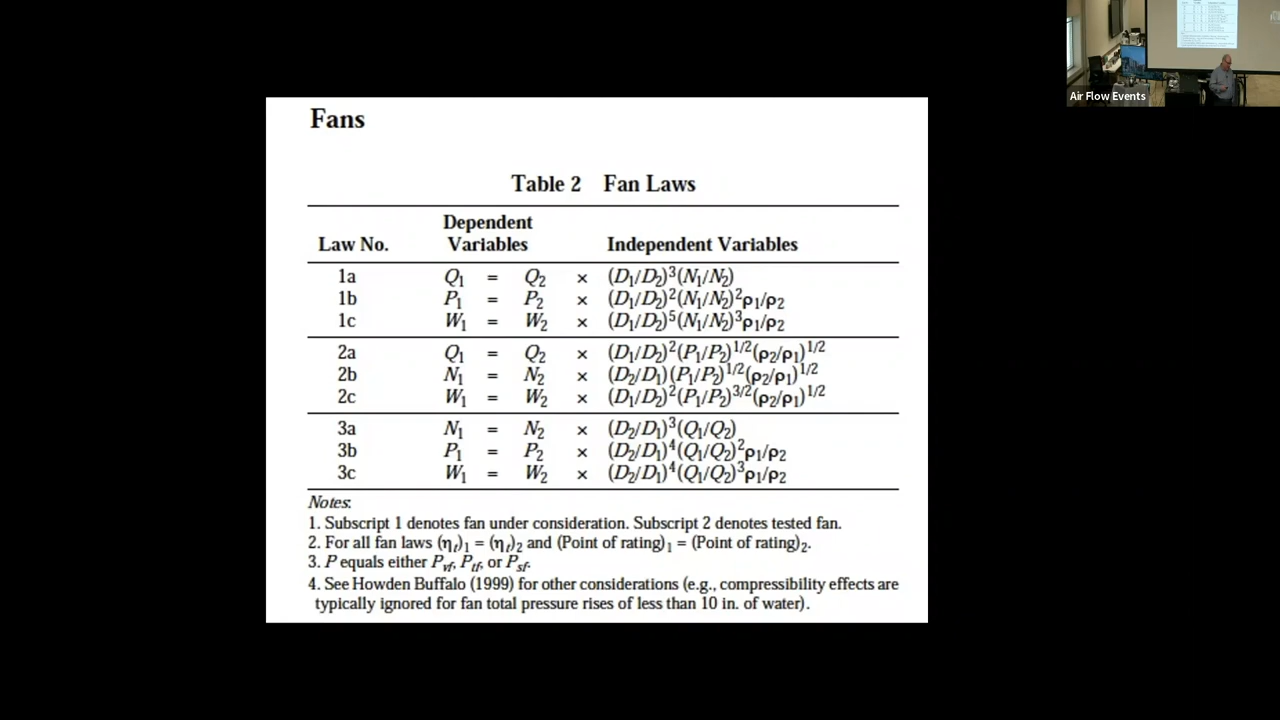 Air Flow Events
Fans
Table 2 Fan Laws
Dependent
Law No. Variables Independent Variables
1a Q₁ = Q₂ × (D₁/D₂)³(N₁/N₂)
1b P₁ = P₂ × (D₁/D₂)²(N₁/N₂)²ρ₁/ρ₂
1c W₁ = W₂ × (D₁/D₂)⁵(N₁/N₂)³ρ₁/ρ₂
2a Q₁ = Q₂ × (D₁/D₂)²(P₁/P₂)¹/²(ρ₂/ρ₁)¹/²
2b N₁ = N₂ × (D₂/D₁)(P₁/P₂)¹/²(ρ₂/ρ₁)¹/²
2c W₁ = W₂ × (D₁/D₂)²(P₁/P₂)³/²(ρ₂/ρ₁)¹/²
3a N₁ = N₂ × (D₂/D₁)³(Q₁/Q₂)
3b P₁ = P₂ × (D₂/D₁)⁴(Q₁/Q₂)²ρ₁/ρ₂
3c W₁ = W₂ × (D₂/D₁)⁴(Q₁/Q₂)³ρ₁/ρ₂
Notes:
1. Subscript 1 denotes fan under consideration. Subscript 2 denotes tested fan.
2. For all fan laws (ηₜ)₁ = (ηₜ)₂ and (Point of rating)₁ = (Point of rating)₂.
3. P equals either Pvf, Ptf, or Psf.
4. See Howden Buffalo (1999) for other considerations (e.g., compressibility effects are
typically ignored for fan total pressure rises of less than 10 in. of water).